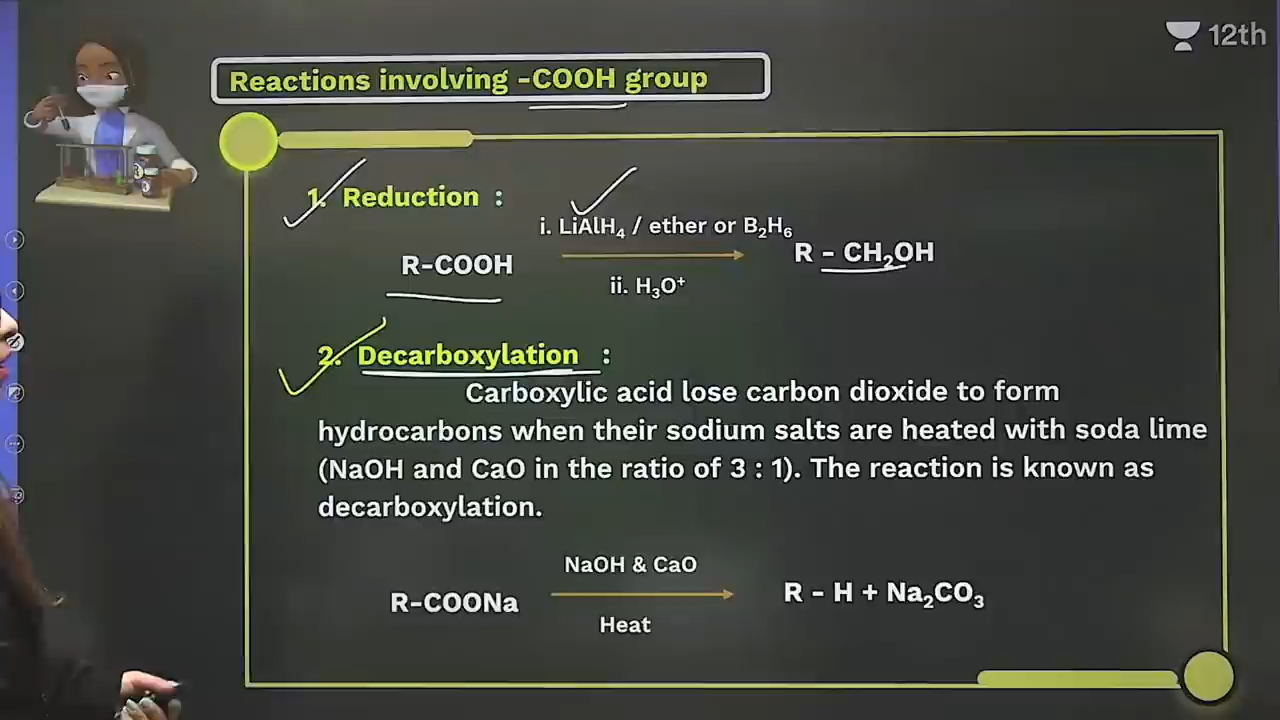 12th
Reactions involving -COOH group
1. Reduction :
i. LiAlH₄ / ether or B₂H₆
R-COOH
R - CH₂OH
ii. H₃O⁺
2. Decarboxylation :
Carboxylic acid lose carbon dioxide to form
hydrocarbons when their sodium salts are heated with soda lime
(NaOH and CaO in the ratio of 3 : 1). The reaction is known as
decarboxylation.
NaOH & CaO
R-COONa
R - H + Na₂CO₃
Heat